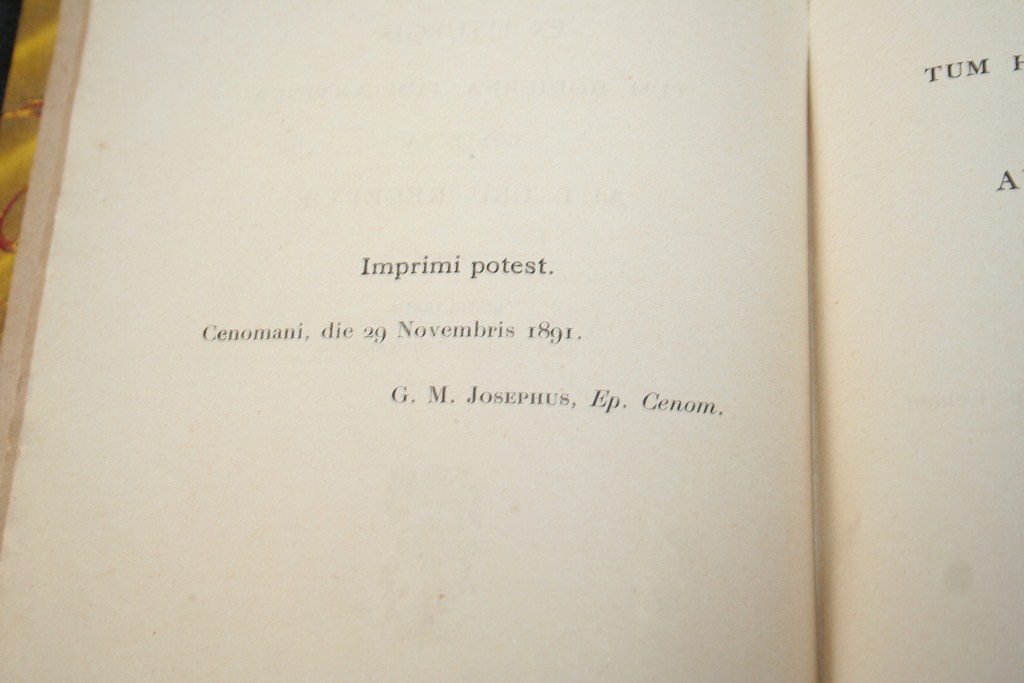 Imprimi potest.
Cenomani, die 29 Novembris 1891.
G. M. JOSEPHUS, Ep. Cenom.
TUM